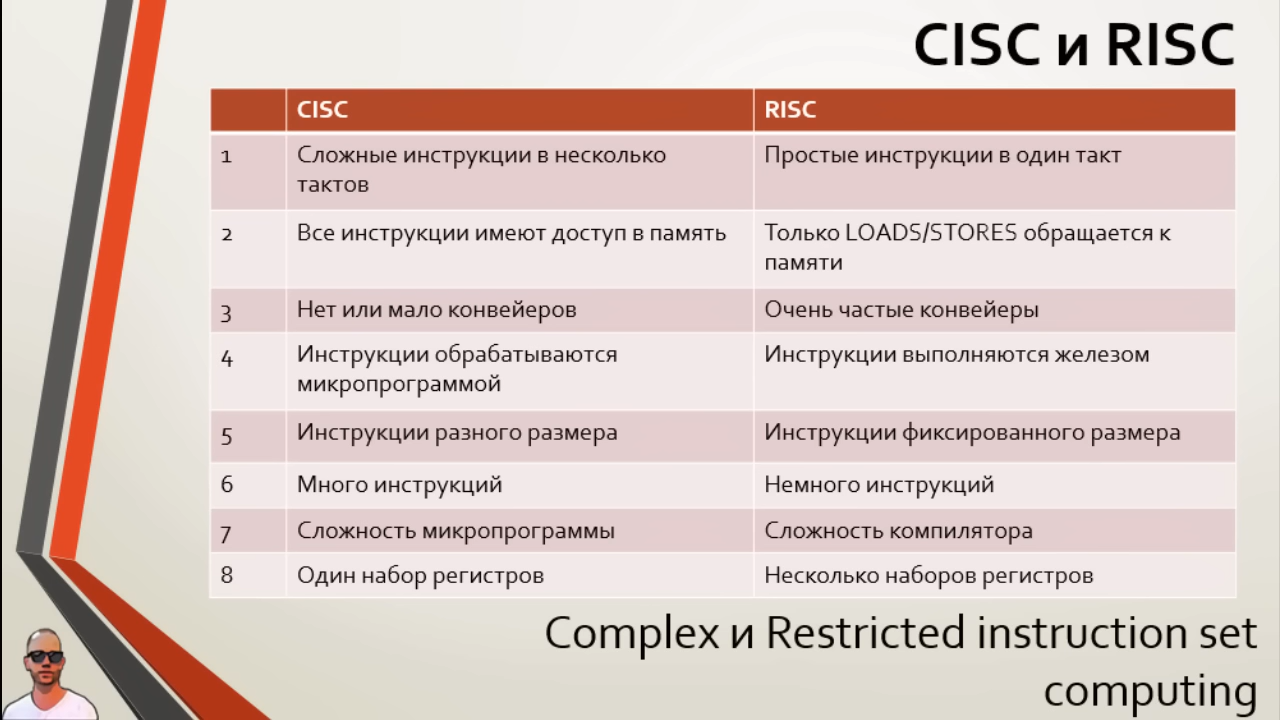 CISC и RISC
CISC
RISC
1
Сложные инструкции в несколько
тактов
Простые инструкции в один такт
2
Все инструкции имеют доступ в память
Только LOADS/STORES обращается к
памяти
3
Нет или мало конвейеров
Очень частые конвейеры
4
Инструкции обрабатываются
микропрограммой
Инструкции выполняются железом
5
Инструкции разного размера
Инструкции фиксированного размера
6
Много инструкций
Немного инструкций
7
Сложность микропрограммы
Сложность компилятора
8
Один набор регистров
Несколько наборов регистров
Complex и Restricted instruction set
computing